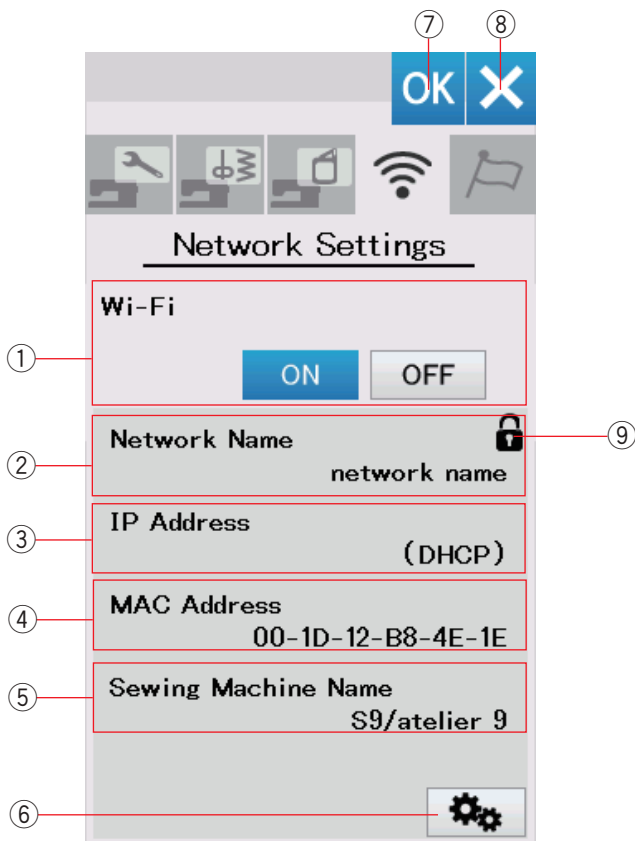 ⑦ ⑧
OK X
Network Settings
Wi-Fi
①
ON OFF
Network Name
⑨
②
network name
IP Address
③
(DHCP)
MAC Address
④
00-1D-12-B8-4E-1E
Sewing Machine Name
⑤
S9/atelier 9
⑥